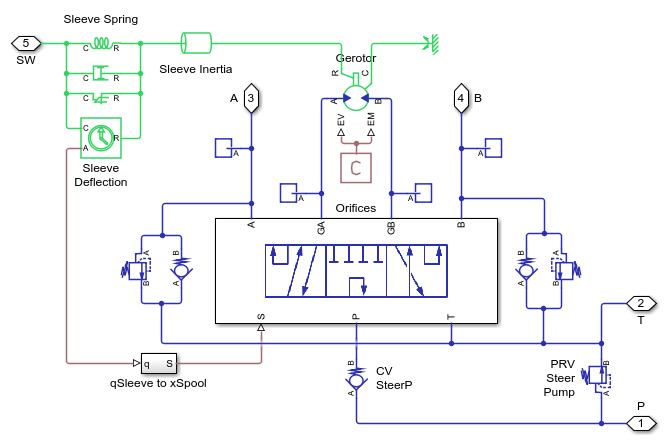 Sleeve Spring
5
SW
C
R
C
R
C
R
Sleeve Inertia
Gerotor
R
C
A
B
EV
EM
C
C
A
R
Sleeve
Deflection
A
3
4
B
A
A
A
A
Orifices
A
GA
GB
B
A
B
B
A
B
A
A
B
S
P
T
2
T
q
S
qSleeve to xSpool
B
A
CV
SteerP
PRV
Steer
Pump
B
A
P
1